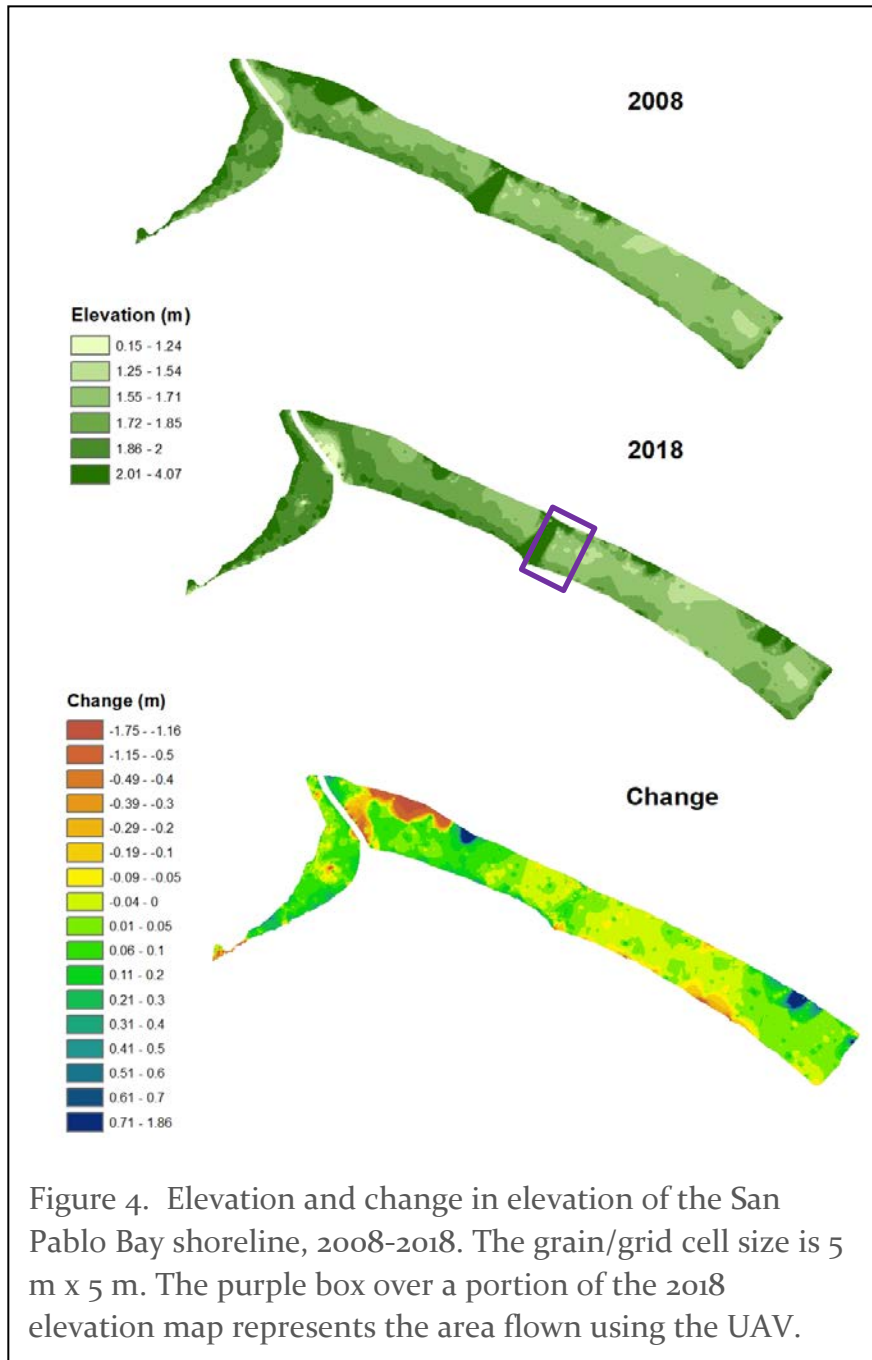 2008
Elevation (m)
0.15 - 1.24
1.25 - 1.54
1.55 - 1.71
1.72 - 1.85
1.86 - 2
2.01 - 4.07
2018
Change (m)
-1.75 - -1.16
-1.15 - -0.5
-0.49 - -0.4
-0.39 - -0.3
-0.29 - -0.2
-0.19 - -0.1
-0.09 - -0.05
-0.04 - 0
0.01 - 0.05
0.06 - 0.1
0.11 - 0.2
0.21 - 0.3
0.31 - 0.4
0.41 - 0.5
0.51 - 0.6
0.61 - 0.7
0.71 - 1.86
Change
Figure 4. Elevation and change in elevation of the San
Pablo Bay shoreline, 2008-2018. The grain/grid cell size is 5
m x 5 m. The purple box over a portion of the 2018
elevation map represents the area flown using the UAV.